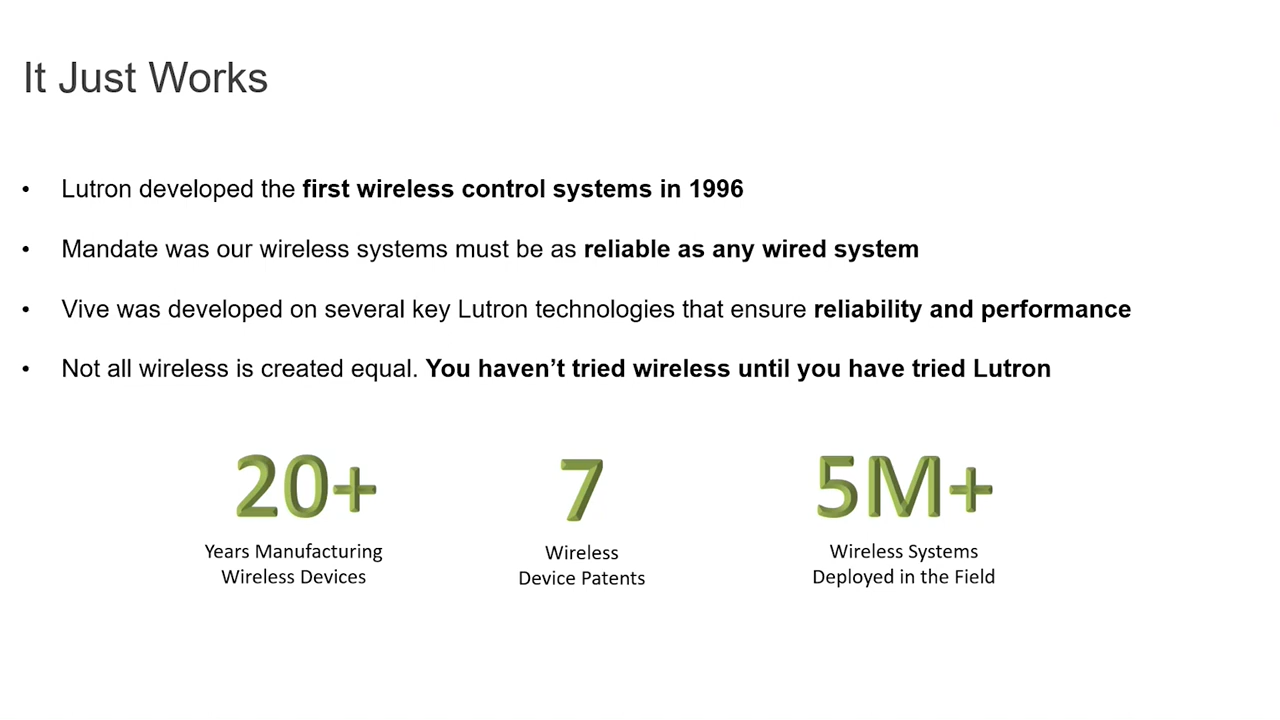 It Just Works
• Lutron developed the first wireless control systems in 1996
• Mandate was our wireless systems must be as reliable as any wired system
• Vive was developed on several key Lutron technologies that ensure reliability and performance
• Not all wireless is created equal. You haven’t tried wireless until you have tried Lutron
20+
Years Manufacturing
Wireless Devices
7
Wireless
Device Patents
5M+
Wireless Systems
Deployed in the Field